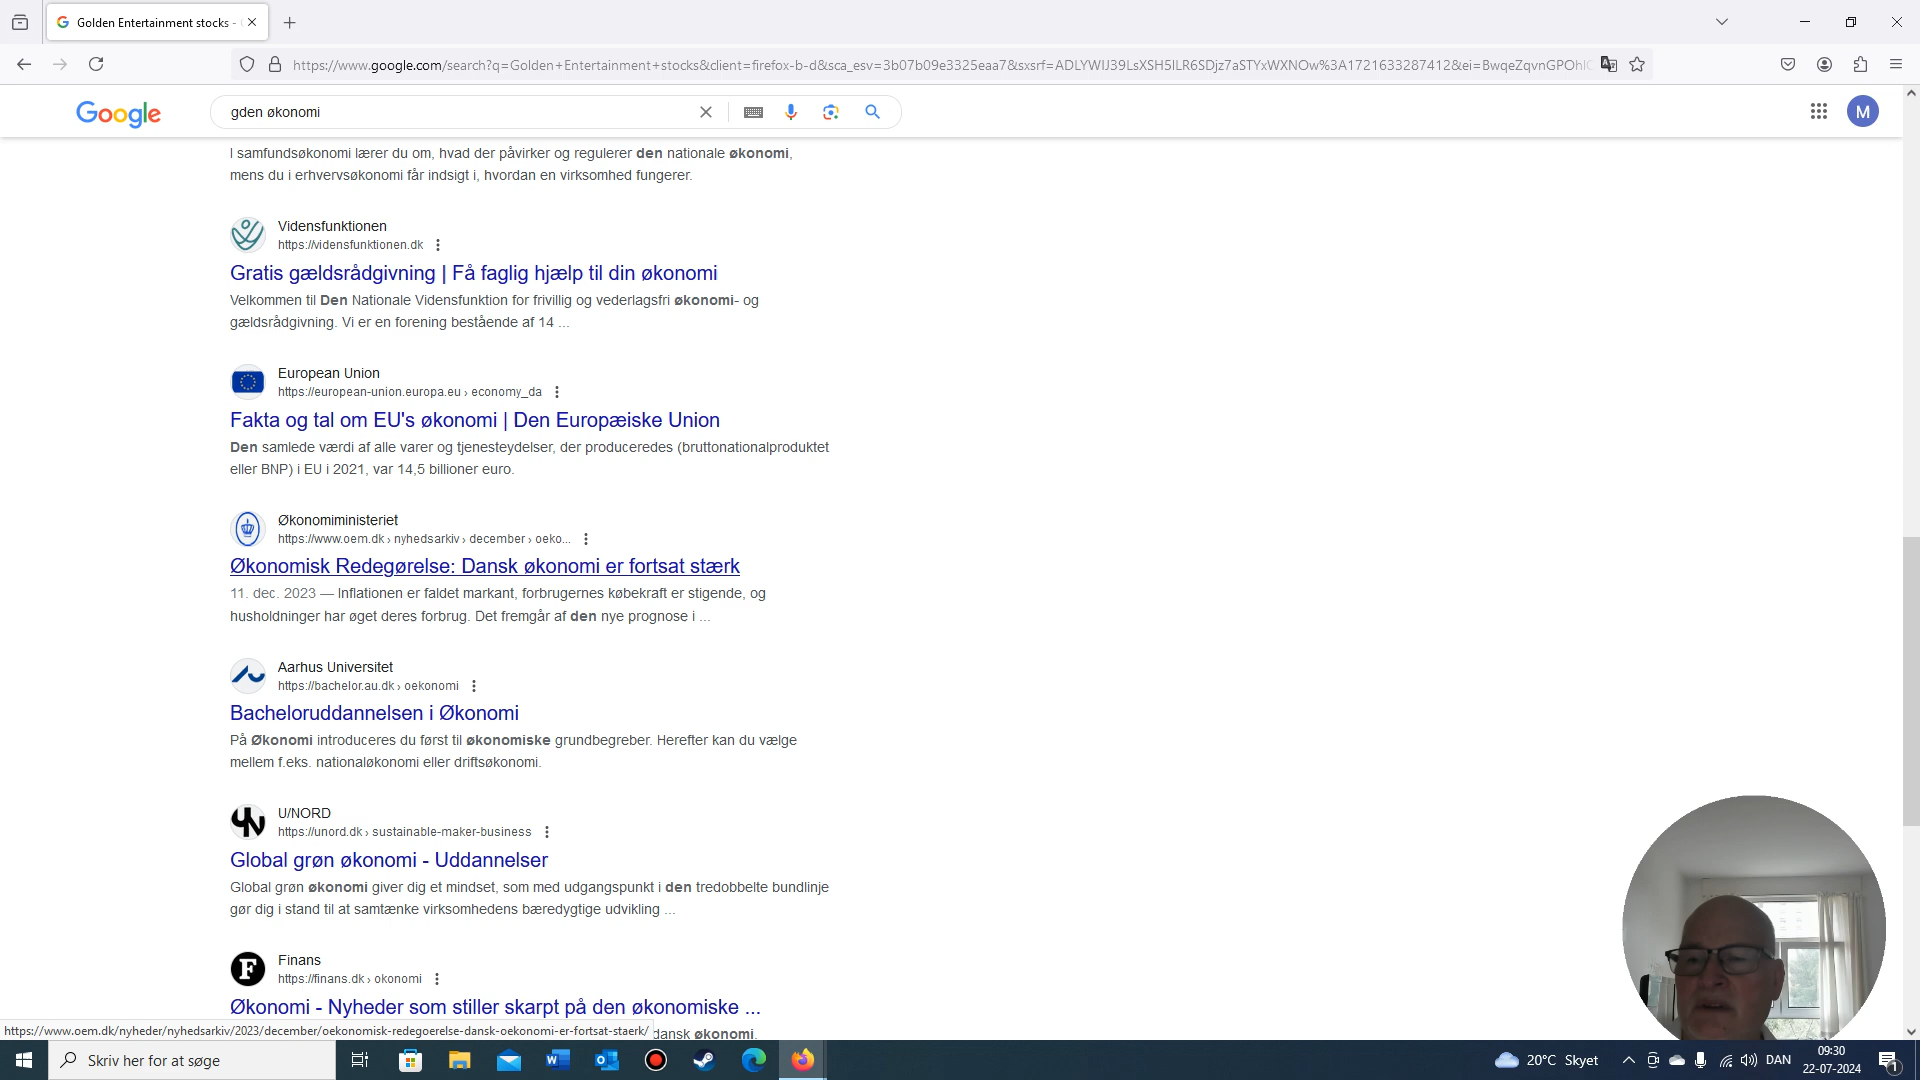 Golden Entertainment stocks -
https://www.google.com/search?q=Golden+Entertainment+stocks&client=firefox-b-d&sca_esv=3b07b09e3325eaa7&sxsrf=
Google
gden økonomi
M
I samfundsøkonomi lærer du om, hvad der påvirker og regulerer den nationale økonomi,
mens du i erhvervsøkonomi får indsigt i, hvordan en virksomhed fungerer.
Vidensfunktionen
https://vidensfunktionen.dk
Gratis gældsrådgivning | Få faglig hjælp til din økonomi
Velkommen til Den Nationale Vidensfunktion for frivillig og vederlagsfri økonomi- og
gældsrådgivning. Vi er en forening bestående af 14 ...
European Union
https://european-union.europa.eu › economy_da
Fakta og tal om EU's økonomi | Den Europæiske Union
Den samlede værdi af alle varer og tjenesteydelser, der produceredes (bruttonationalproduktet
eller BNP) i EU i 2021, var 14,5 billioner euro.
Økonomiministeriet
https://www.oem.dk › nyhedsarkiv › december › oeko...
Økonomisk Redegørelse: Dansk økonomi er fortsat stærk
11. dec. 2023 — Inflationen er faldet markant, forbrugernes købekraft er stigende, og
husholdninger har øget deres forbrug. Det fremgår af den nye prognose i ...
Aarhus Universitet
https://bachelor.au.dk › oekonomi
Bacheloruddannelsen i Økonomi
På Økonomi introduceres du først til økonomiske grundbegreber. Herefter kan du vælge
mellem f.eks. nationaløkonomi eller driftsøkonomi.
U/NORD
https://unord.dk › sustainable-maker-business
Global grøn økonomi - Uddannelser
Global grøn økonomi giver dig et mindset, som med udgangspunkt i den tredobbelte bundlinje
gør dig i stand til at samtænke virksomhedens bæredygtige udvikling ...
F
Finans
https://finans.dk › okonomi
Økonomi - Nyheder som stiller skarpt på den økonomiske ...
https://www.oem.dk/nyheder/nyhedsarkiv/2023/december/oekonomisk-redegoerelse-dansk-oekonomi-er-fortsat-staerk/
dansk økonomi.
Skriv her for at søge
20°C Skyet
DAN
09:30
22-07-2024
1